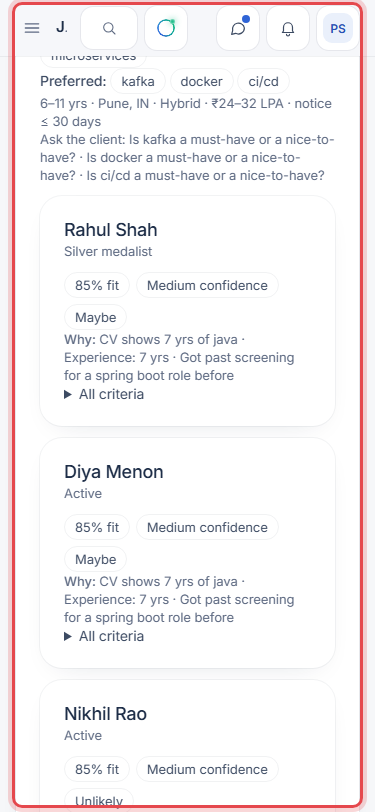 J.
PS
microservices
Preferred: kafka docker ci/cd
6–11 yrs · Pune, IN · Hybrid · ₹24–32 LPA · notice
≤ 30 days
Ask the client: Is kafka a must-have or a nice-to-
have? · Is docker a must-have or a nice-to-
have? · Is ci/cd a must-have or a nice-to-have?
Rahul Shah
Silver medalist
85% fit Medium confidence
Maybe
Why: CV shows 7 yrs of java ·
Experience: 7 yrs · Got past screening
for a spring boot role before
▶ All criteria
Diya Menon
Active
85% fit Medium confidence
Maybe
Why: CV shows 7 yrs of java ·
Experience: 7 yrs · Got past screening
for a spring boot role before
▶ All criteria
Nikhil Rao
Active
85% fit Medium confidence
Unlikely